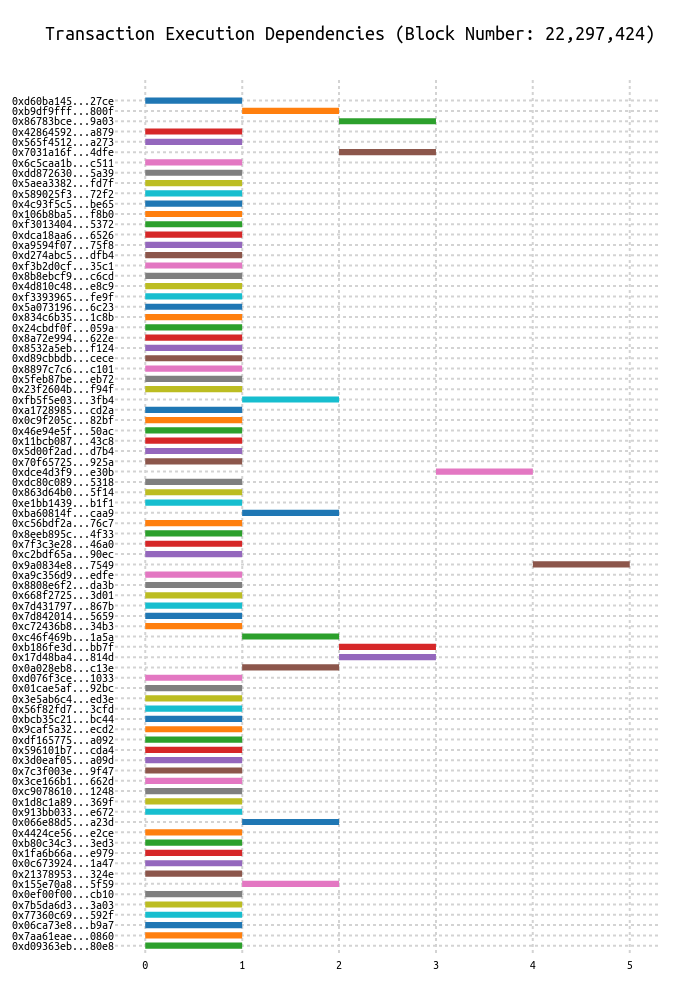 Transaction Execution Dependencies (Block Number: 22,297,424)
0xd60ba145...27ce
0xb9df9fff...800f
0x86783bce...9a03
0x42864592...a879
0x565f4512...a273
0x7031a16f...4dfe
0x6c5caa1b...c511
0xdd872630...5a39
0x5aea3382...fd7f
0x589025f3...72f2
0x4c93f5c5...be65
0x106b8ba5...f8b0
0xf3013404...5372
0xdca18aa6...6526
0xa9594f07...75f8
0xd274abc5...dfb4
0xf3b2d0cf...35c1
0x8b8ebcf9...c6cd
0x4d810c48...e8c9
0xf3393965...fe9f
0x5a073196...6c23
0x834c6b35...1c8b
0x24cbdf0f...059a
0x8a72e994...622e
0x8532a5eb...f124
0xd89cbbdb...cece
0x8897c7c6...c101
0x5feb87be...eb72
0x23f2604b...f94f
0xfb5f5e03...3fb4
0xa1728985...cd2a
0x0c9f205c...82bf
0x46e94e5f...50ac
0x11bcb087...43c8
0x5d00f2ad...d7b4
0x70f65725...925a
0xdce4d3f9...e30b
0xdc80c089...5318
0x863d64b0...5f14
0xe1bb1439...b1f1
0xba60814f...caa9
0xc56bdf2a...76c7
0x8eeb895c...4f33
0x7f3c3e28...46a0
0xc2bdf65a...90ec
0x9a0834e8...7549
0xa9c356d9...edfe
0x8808e6f2...da3b
0x668f2725...3d01
0x7d431797...867b
0x7d842014...5659
0xc72436b8...34b3
0xc46f469b...1a5a
0xb186fe3d...bb7f
0x17d48ba4...814d
0x0a028eb8...c13e
0xd076f3ce...1033
0x01cae5af...92bc
0x3e5ab6c4...ed3e
0x56f82fd7...3cfd
0xbcb35c21...bc44
0x9caf5a32...ecd2
0xdf165775...a092
0x596101b7...cda4
0x3d0eaf05...a09d
0x7c3f003e...9f47
0x3ce166b1...662d
0xc9078610...1248
0x1d8c1a89...369f
0x913bb033...e672
0x066e88d5...a23d
0x4424ce56...e2ce
0xb80c34c3...3ed3
0x1fa6b66a...e979
0x0c673924...1a47
0x21378953...324e
0x155e70a8...5f59
0x0ef00f00...cb10
0x7b5da6d3...3a03
0x77360c69...592f
0x06ca73e8...b9a7
0x7aa61eae...0860
0xd09363eb...80e8
0 1 2 3 4 5